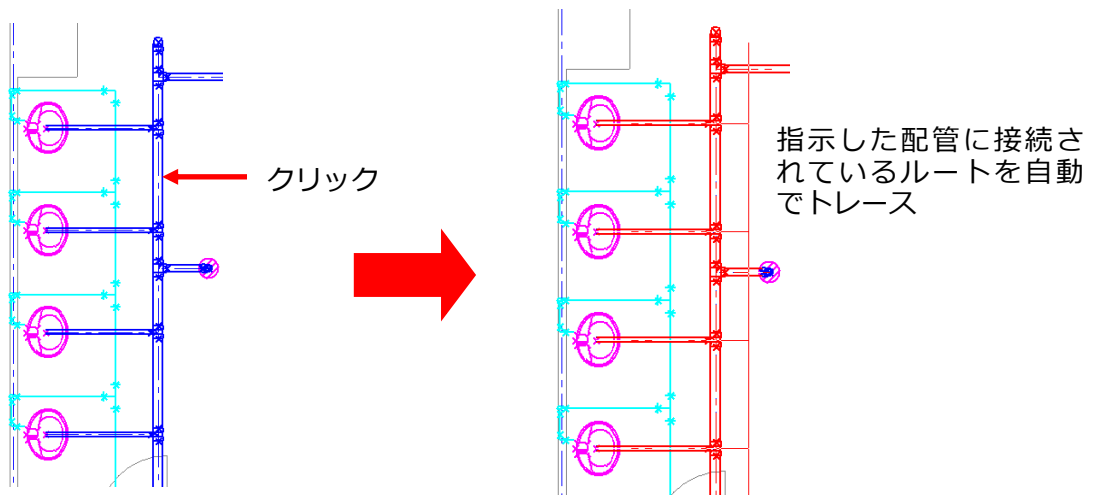 クリック
指示した配管に接続さ
れているルートを自動
でトレース